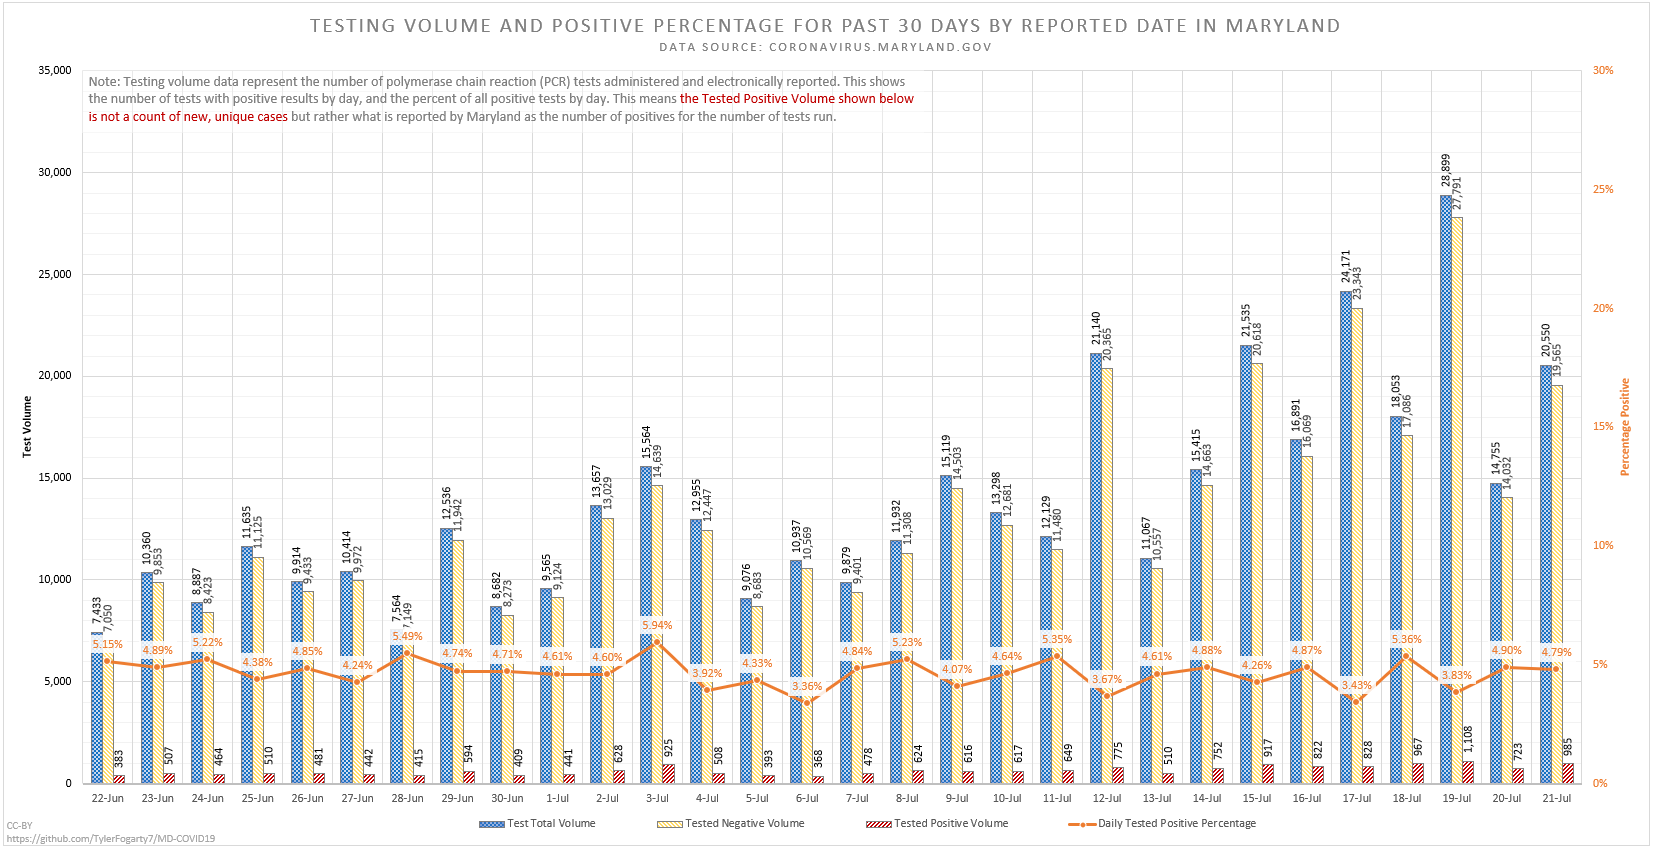 TESTING VOLUME AND POSITIVE PERCENTAGE FOR PAST 30 DAYS BY REPORTED DATE IN MARYLAND
DATA SOURCE: CORONAVIRUS.MARYLAND.GOV
Note: Testing volume data represent the number of polymerase chain reaction (PCR) tests administered and electronically reported. This shows
the number of tests with positive results by day, and the percent of all positive tests by day. This means the Tested Positive Volume shown below
is not a count of new, unique cases but rather what is reported by Maryland as the number of positives for the number of tests run.
35,000
30,000
25,000
20,000
15,000
10,000
5,000
0
Test Volume
30%
25%
20%
15%
10%
5%
0%
Percentage Positive
7,433 7,050 5.15% 383
10,360 9,853 4.89% 507
8,887 8,423 5.22% 464
11,635 11,125 4.38% 510
9,914 9,433 4.85% 481
10,414 9,972 4.24% 442
7,564 7,149 5.49% 415
12,536 11,942 4.74% 594
8,682 8,273 4.71% 409
9,565 9,124 4.61% 441
13,657 13,029 4.60% 628
15,564 14,639 5.94% 925
12,955 12,447 3.92% 508
9,076 8,683 4.33% 393
10,937 10,569 3.36% 368
9,879 9,401 4.84% 478
11,932 11,308 5.23% 624
15,119 14,503 4.07% 616
13,298 12,681 4.64% 617
12,129 11,480 5.35% 649
21,140 20,365 3.67% 775
11,067 10,557 4.61% 510
15,415 14,663 4.88% 752
21,535 20,618 4.26% 917
16,891 16,069 4.87% 822
24,171 23,343 3.43% 828
18,053 17,086 5.36% 967
28,899 27,791 3.83% 1,108
14,755 14,032 4.90% 723
20,550 19,565 4.79% 985
22-Jun 23-Jun 24-Jun 25-Jun 26-Jun 27-Jun 28-Jun 29-Jun 30-Jun 1-Jul 2-Jul 3-Jul 4-Jul 5-Jul 6-Jul 7-Jul 8-Jul 9-Jul 10-Jul 11-Jul 12-Jul 13-Jul 14-Jul 15-Jul 16-Jul 17-Jul 18-Jul 19-Jul 20-Jul 21-Jul
Test Total Volume Tested Negative Volume Tested Positive Volume Daily Tested Positive Percentage
CC-BY
https://github.com/TylerFogarty7/MD-COVID19